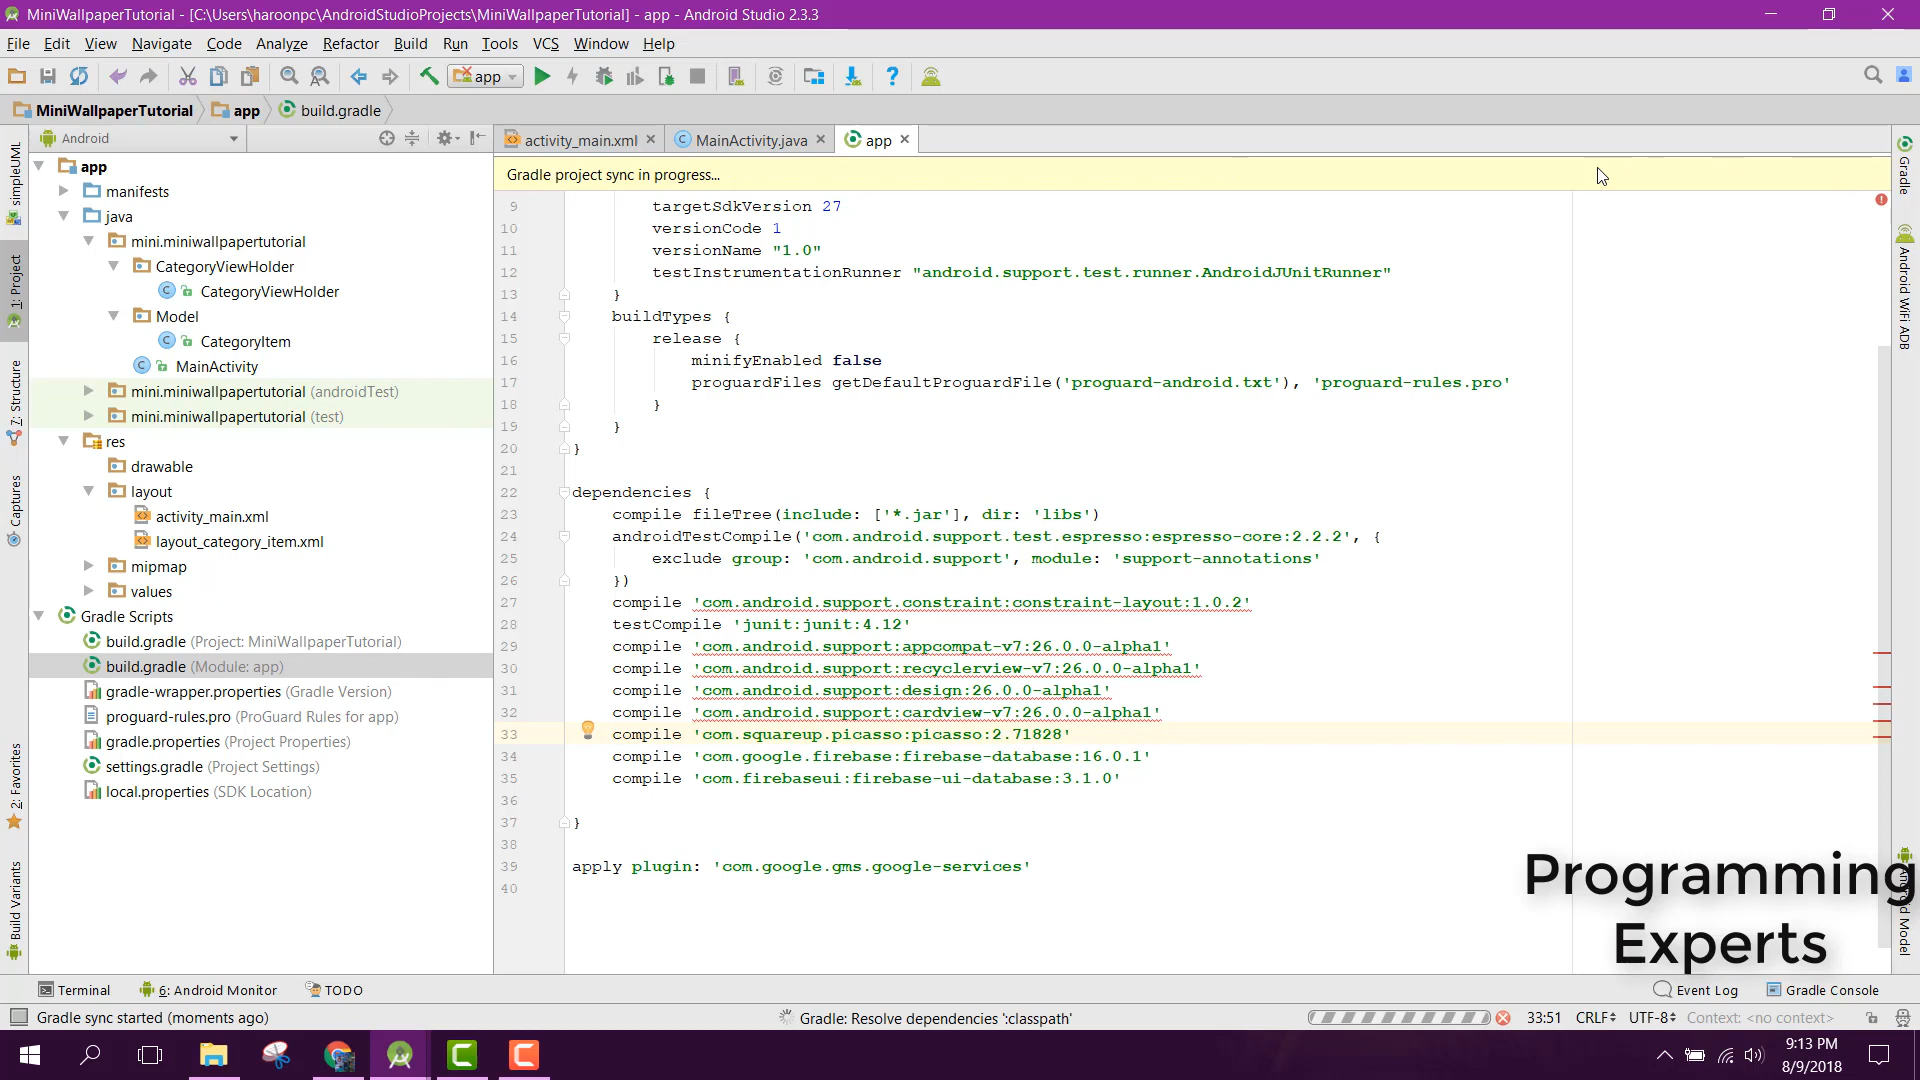 MiniWallpaperTutorial - [C:\Users\haroonpc\AndroidStudioProjects\MiniWallpaperTutorial] - app - Android Studio 2.3.3
File Edit View Navigate Code Analyze Refactor Build Run Tools VCS Window Help
app
MiniWallpaperTutorial app build.gradle
Android
activity_main.xml MainActivity.java app
Gradle project sync in progress...
simpleUML
1: Project
7: Structure
Captures
2: Favorites
Build Variants
app
manifests
java
mini.miniwallpapertutorial
CategoryViewHolder
CategoryViewHolder
Model
CategoryItem
MainActivity
mini.miniwallpapertutorial (androidTest)
mini.miniwallpapertutorial (test)
res
drawable
layout
activity_main.xml
layout_category_item.xml
mipmap
values
Gradle Scripts
build.gradle (Project: MiniWallpaperTutorial)
build.gradle (Module: app)
gradle-wrapper.properties (Gradle Version)
proguard-rules.pro (ProGuard Rules for app)
gradle.properties (Project Properties)
settings.gradle (Project Settings)
local.properties (SDK Location)
9 targetSdkVersion 27
10 versionCode 1
11 versionName "1.0"
12 testInstrumentationRunner "android.support.test.runner.AndroidJUnitRunner"
13 }
14 buildTypes {
15 release {
16 minifyEnabled false
17 proguardFiles getDefaultProguardFile('proguard-android.txt'), 'proguard-rules.pro'
18 }
19 }
20 }
21
22 dependencies {
23 compile fileTree(include: ['*.jar'], dir: 'libs')
24 androidTestCompile('com.android.support.test.espresso:espresso-core:2.2.2', {
25 exclude group: 'com.android.support', module: 'support-annotations'
26 })
27 compile 'com.android.support.constraint:constraint-layout:1.0.2'
28 testCompile 'junit:junit:4.12'
29 compile 'com.android.support:appcompat-v7:26.0.0-alpha1'
30 compile 'com.android.support:recyclerview-v7:26.0.0-alpha1'
31 compile 'com.android.support:design:26.0.0-alpha1'
32 compile 'com.android.support:cardview-v7:26.0.0-alpha1'
33 compile 'com.squareup.picasso:picasso:2.71828'
34 compile 'com.google.firebase:firebase-database:16.0.1'
35 compile 'com.firebaseui:firebase-ui-database:3.1.0'
36
37 }
38
39 apply plugin: 'com.google.gms.google-services'
40
Gradle
Android WiFi ADB
Android Model
Programming
Experts
Terminal 6: Android Monitor TODO Event Log Gradle Console
Gradle sync started (moments ago) Gradle: Resolve dependencies ':classpath' 33:51 CRLF UTF-8 Context: <no context>
9:13 PM
8/9/2018